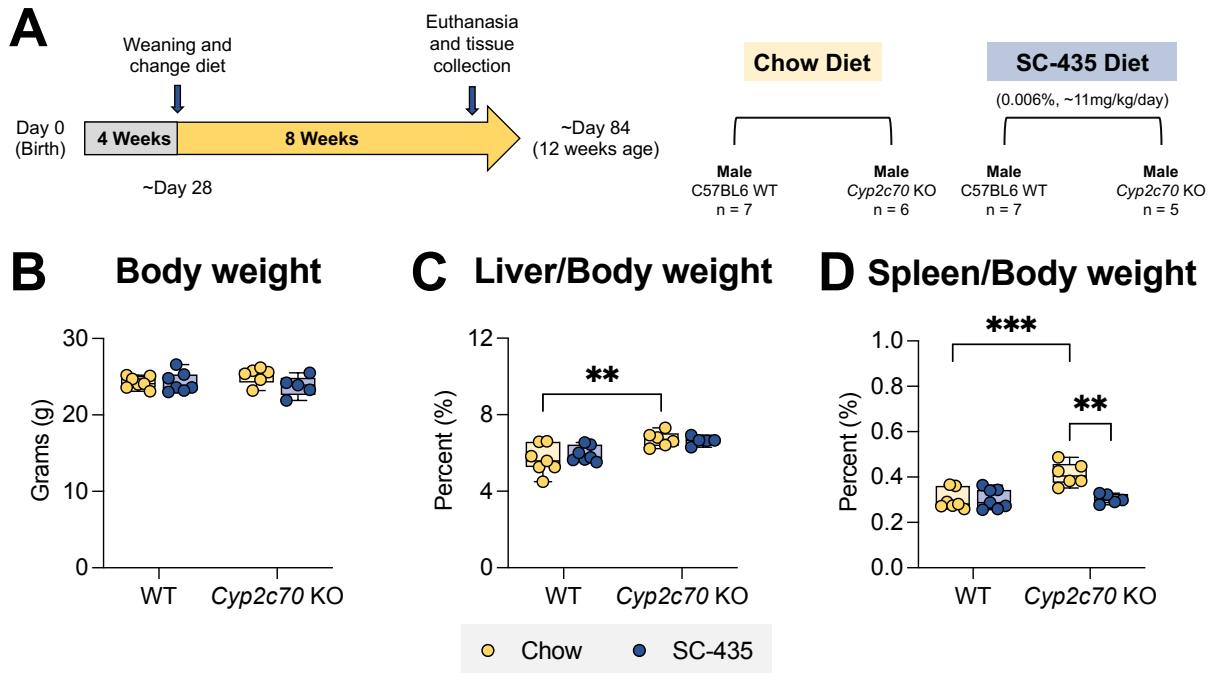 A
Weaning and
change diet
Euthanasia
and tissue
collection
Day 0
(Birth)
4 Weeks
8 Weeks
~Day 84
(12 weeks age)
~Day 28
Chow Diet
SC-435 Diet
(0.006%, ~11mg/kg/day)
Male
C57BL6 WT
n = 7
Male
Cyp2c70 KO
n = 6
Male
C57BL6 WT
n = 7
Male
Cyp2c70 KO
n = 5
B
Body weight
Grams (g)
30
20
10
0
WT
Cyp2c70 KO
C
Liver/Body weight
Percent (%)
12
8
4
0
**
WT
Cyp2c70 KO
D
Spleen/Body weight
Percent (%)
1.0
0.8
0.6
0.4
0.2
0.0
***
**
WT
Cyp2c70 KO
Chow
SC-435